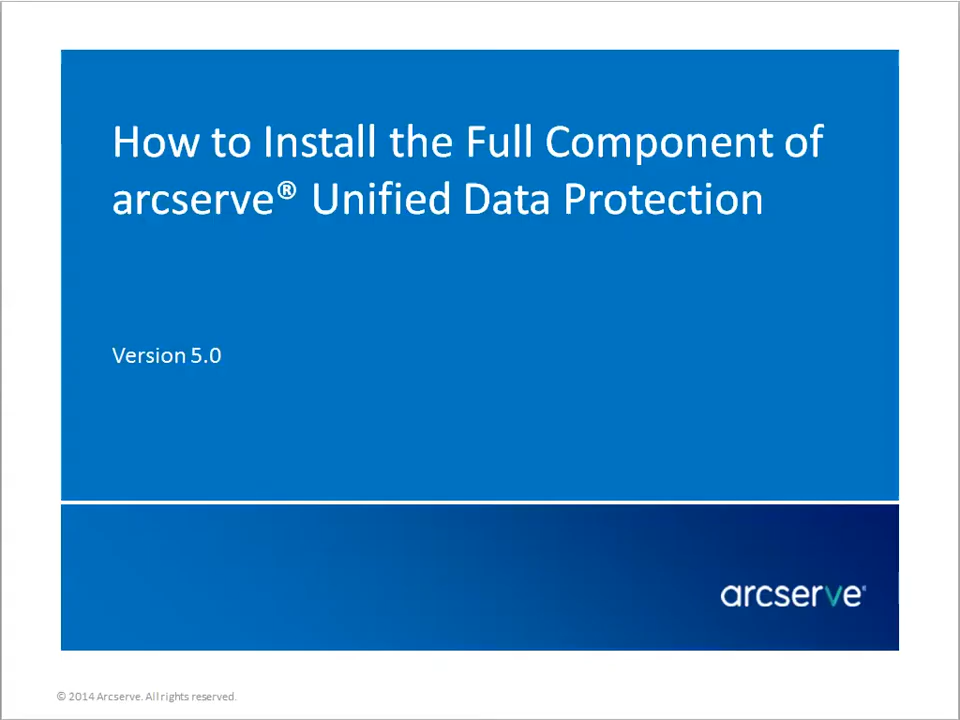 How to Install the Full Component of
arcserve® Unified Data Protection
Version 5.0
arcserve®
© 2014 Arcserve. All rights reserved.